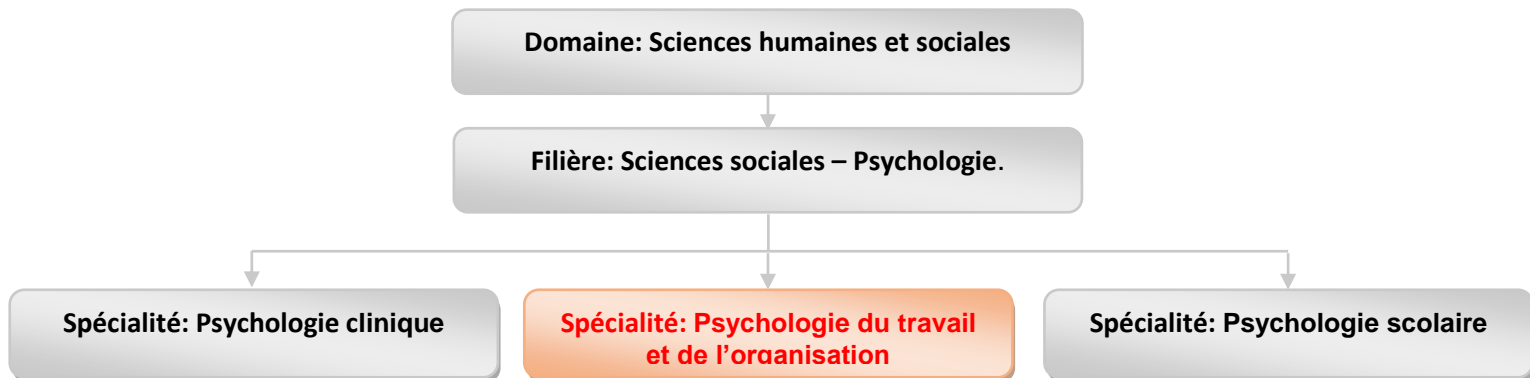 Domaine: Sciences humaines et sociales
Filière: Sciences sociales – Psychologie.
Spécialité: Psychologie clinique
Spécialité: Psychologie du travail
et de l’organisation
Spécialité: Psychologie scolaire